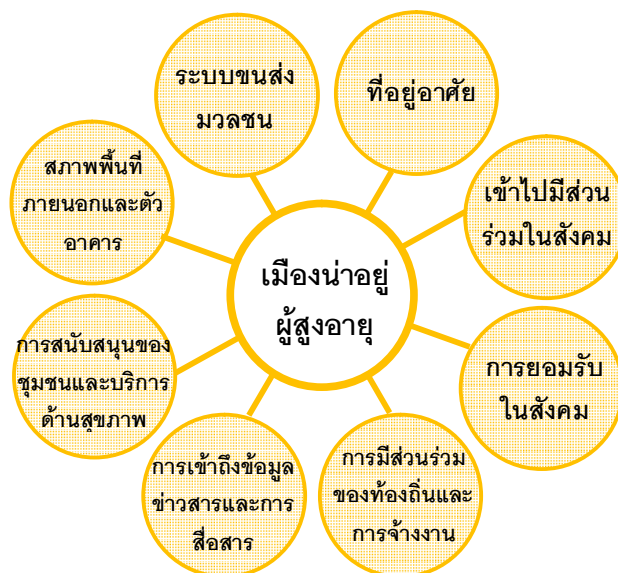 ระบบขนส่ง
มวลชน
ที่อยู่อาศัย
สภาพพื้นที่
ภายนอกและตัว
อาคาร
เข้าไปมีส่วน
ร่วมในสังคม
เมืองน่าอยู่
ผู้สูงอายุ
การสนับสนุนของ
ชุมชนและบริการ
ด้านสุขภาพ
การยอมรับ
ในสังคม
การเข้าถึงข้อมูล
ข่าวสารและการ
สื่อสาร
การมีส่วนร่วม
ของท้องถิ่นและ
การจ้างงาน